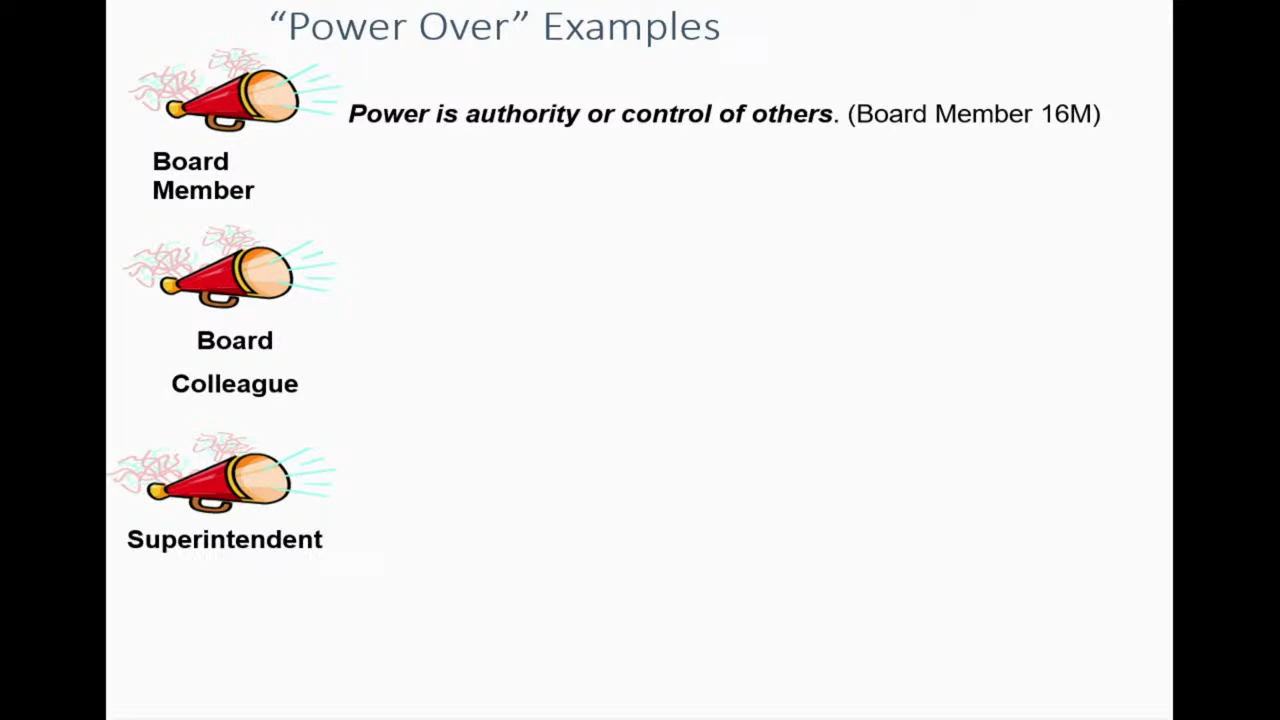 “Power Over” Examples
Power is authority or control of others. (Board Member 16M)
Board
Member
Board
Colleague
Superintendent